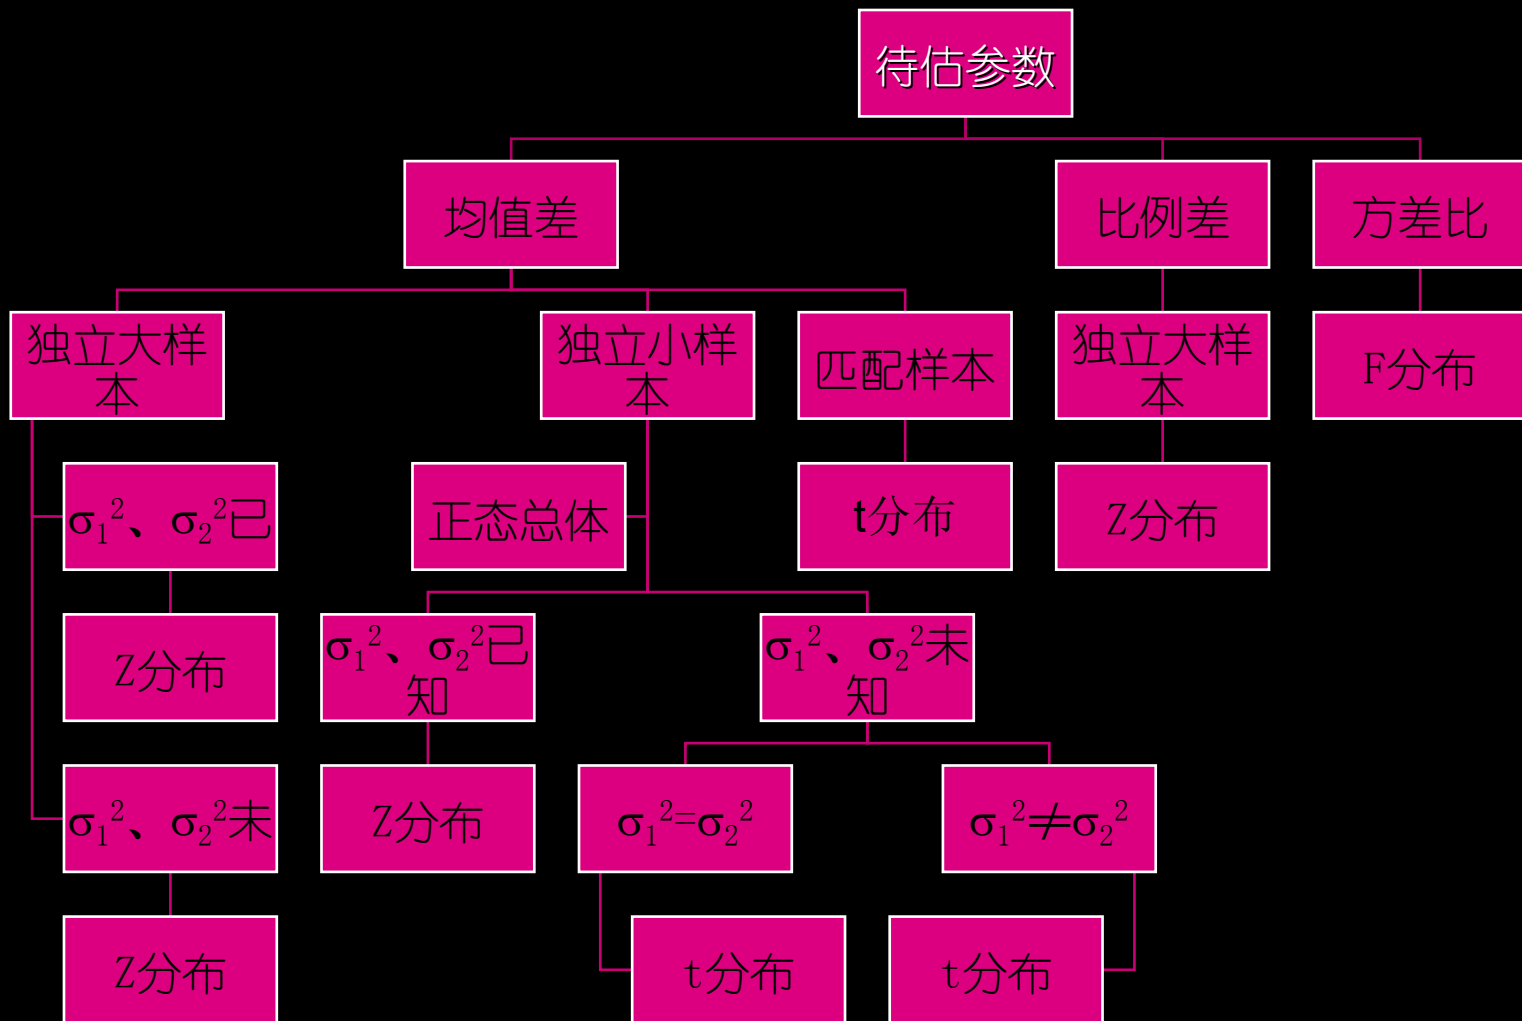 待估参数
均值差
比例差
方差比
独立大样
本
独立小样
本
匹配样本
独立大样
本
F分布
σ₁²、σ₂²已
正态总体
t分布
Z分布
Z分布
σ₁²、σ₂²已
知
σ₁²、σ₂²未
知
σ₁²、σ₂²未
Z分布
σ₁²=σ₂²
σ₁²≠σ₂²
Z分布
t分布
t分布